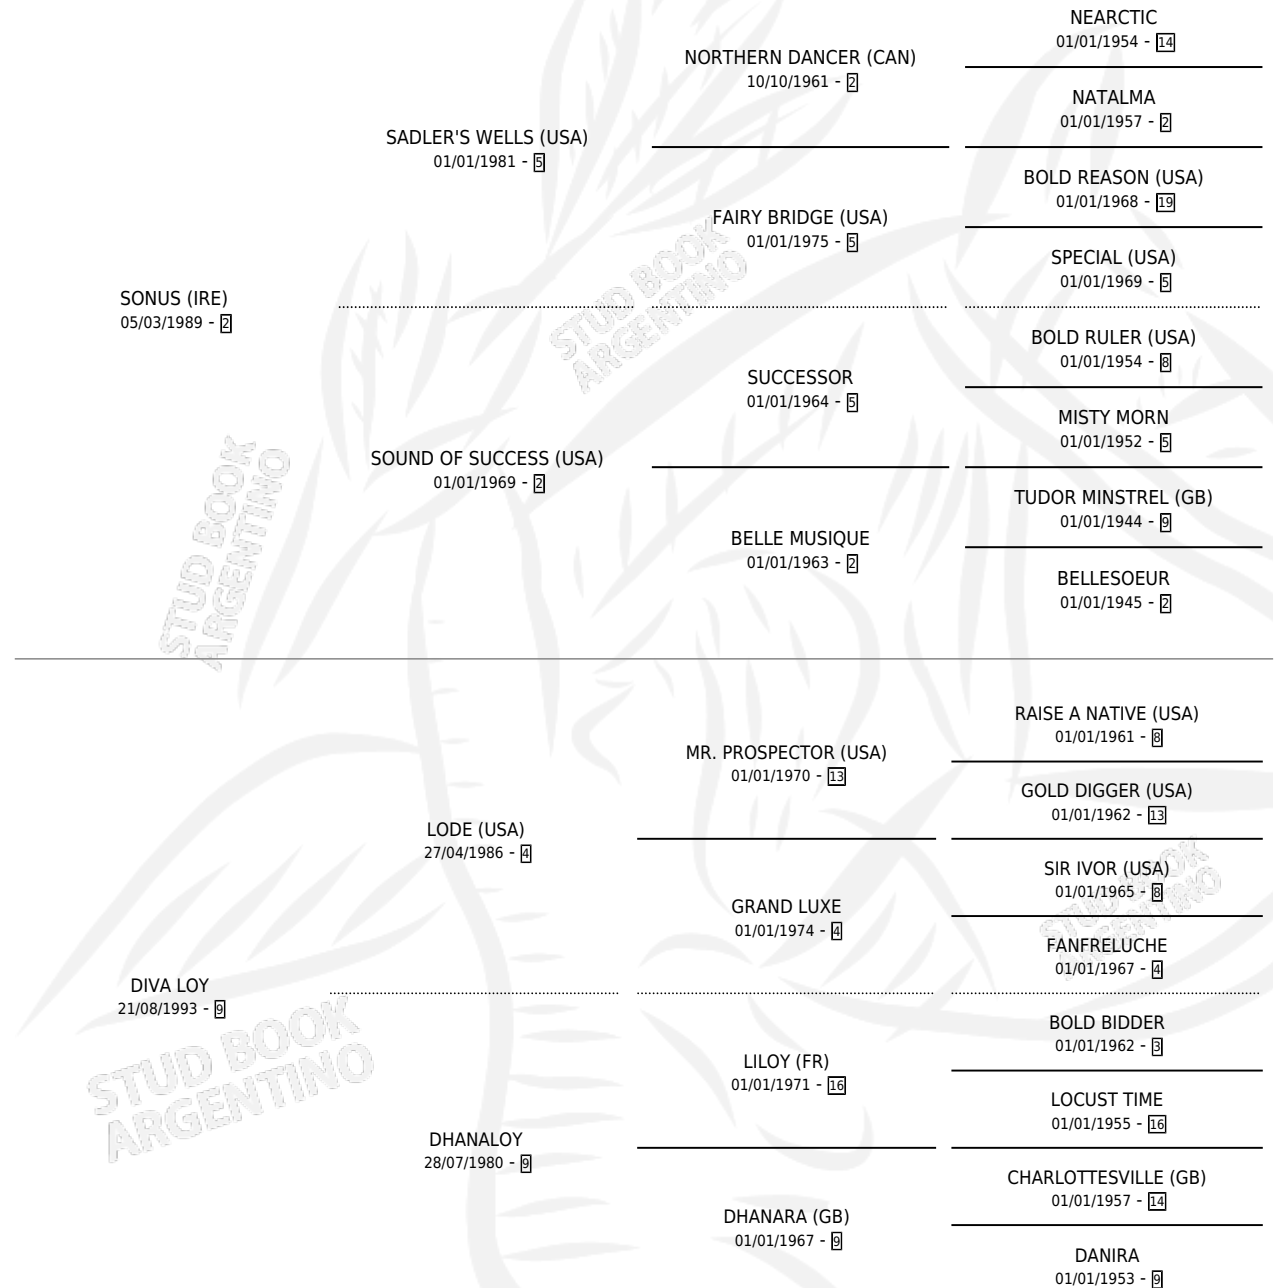 NEARCTIC
01/01/1954 - 14
NORTHERN DANCER (CAN)
10/10/1961 - 2
NATALMA
01/01/1957 - 2
SADLER'S WELLS (USA)
01/01/1981 - 5
BOLD REASON (USA)
01/01/1968 - 19
FAIRY BRIDGE (USA)
01/01/1975 - 5
SPECIAL (USA)
01/01/1969 - 5
SONUS (IRE)
05/03/1989 - 2
BOLD RULER (USA)
01/01/1954 - 8
SUCCESSOR
01/01/1964 - 5
MISTY MORN
01/01/1952 - 5
SOUND OF SUCCESS (USA)
01/01/1969 - 2
TUDOR MINSTREL (GB)
01/01/1944 - 9
BELLE MUSIQUE
01/01/1963 - 2
BELLESOEUR
01/01/1945 - 2
RAISE A NATIVE (USA)
01/01/1961 - 8
MR. PROSPECTOR (USA)
01/01/1970 - 13
GOLD DIGGER (USA)
01/01/1962 - 13
LODE (USA)
27/04/1986 - 4
SIR IVOR (USA)
01/01/1965 - 8
GRAND LUXE
01/01/1974 - 4
FANFRELUCHE
01/01/1967 - 4
DIVA LOY
21/08/1993 - 9
BOLD BIDDER
01/01/1962 - 3
LILOY (FR)
01/01/1971 - 16
LOCUST TIME
01/01/1955 - 16
DHANALOY
28/07/1980 - 9
CHARLOTTESVILLE (GB)
01/01/1957 - 14
DHANARA (GB)
01/01/1967 - 9
DANIRA
01/01/1953 - 9
STUD BOOK
ARGENTINO
STUD BOOK
ARGENTINO
STUD BOOK
ARGENTINO
STUD BOOK
ARGENTINO